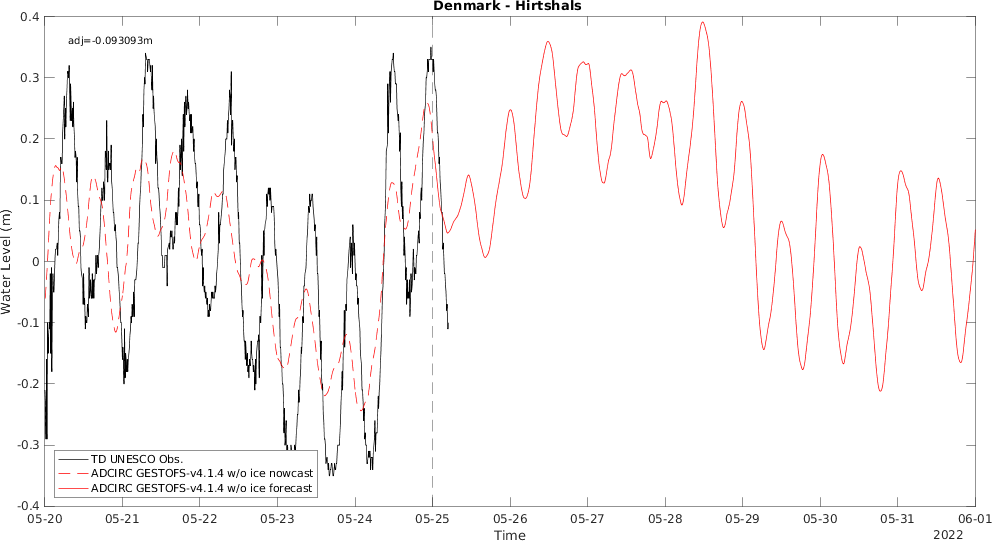 Denmark - Hirtshals
adj=-0.093093m
0.4
0.3
0.2
0.1
0
-0.1
-0.2
-0.3
-0.4
Water Level (m)
TD UNESCO Obs.
ADCIRC GESTOFS-v4.1.4 w/o ice nowcast
ADCIRC GESTOFS-v4.1.4 w/o ice forecast
05-20 05-21 05-22 05-23 05-24 05-25 05-26 05-27 05-28 05-29 05-30 05-31 06-01
Time
2022